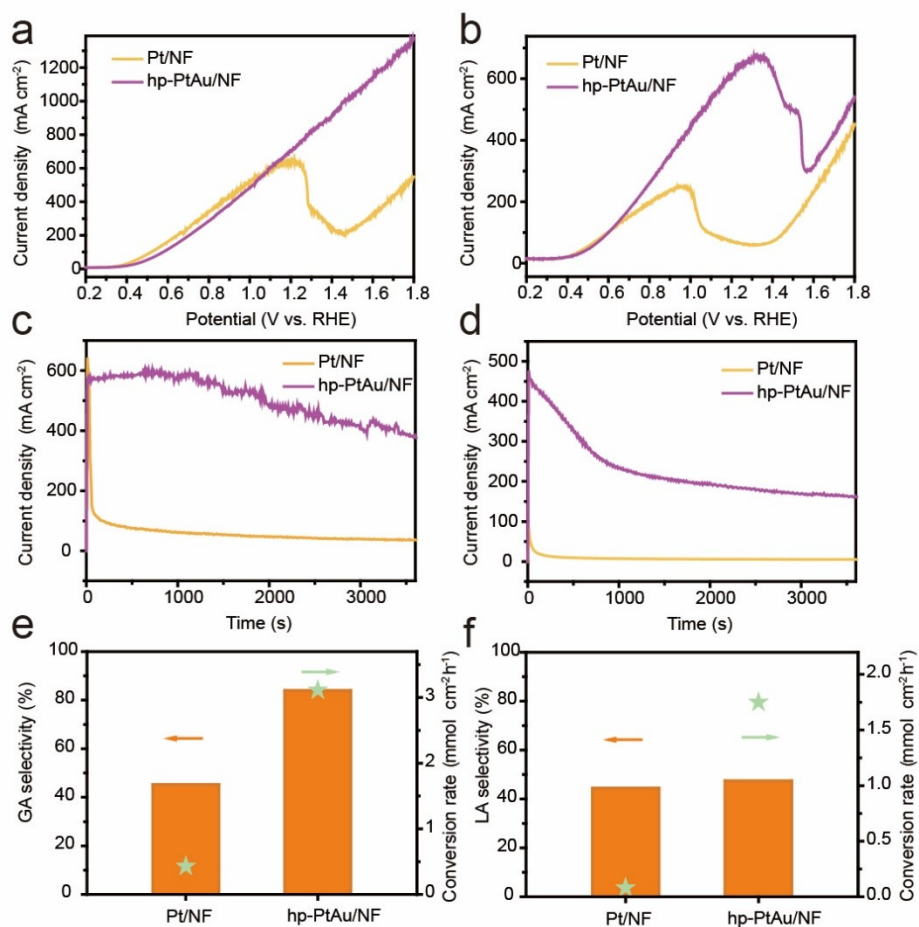 a
Pt/NF
hp-PtAu/NF
Current density (mA cm⁻²)
1200
1000
800
600
400
200
0
0.2 0.4 0.6 0.8 1.0 1.2 1.4 1.6 1.8
Potential (V vs. RHE)
b
Pt/NF
hp-PtAu/NF
Current density (mA cm⁻²)
600
400
200
0
0.2 0.4 0.6 0.8 1.0 1.2 1.4 1.6 1.8
Potential (V vs. RHE)
c
Pt/NF
hp-PtAu/NF
Current density (mA cm⁻²)
600
400
200
0
0 1000 2000 3000
Time (s)
d
Pt/NF
hp-PtAu/NF
Current density (mA cm⁻²)
500
400
300
200
100
0
0 1000 2000 3000
Time (s)
e
GA selectivity (%)
100
80
60
40
20
0
3
2
1
0
Conversion rate (mmol cm⁻²h⁻¹)
Pt/NF hp-PtAu/NF
f
LA selectivity (%)
100
80
60
40
20
0
2.0
1.5
1.0
0.5
0.0
Conversion rate (mmol cm⁻²h⁻¹)
Pt/NF hp-PtAu/NF